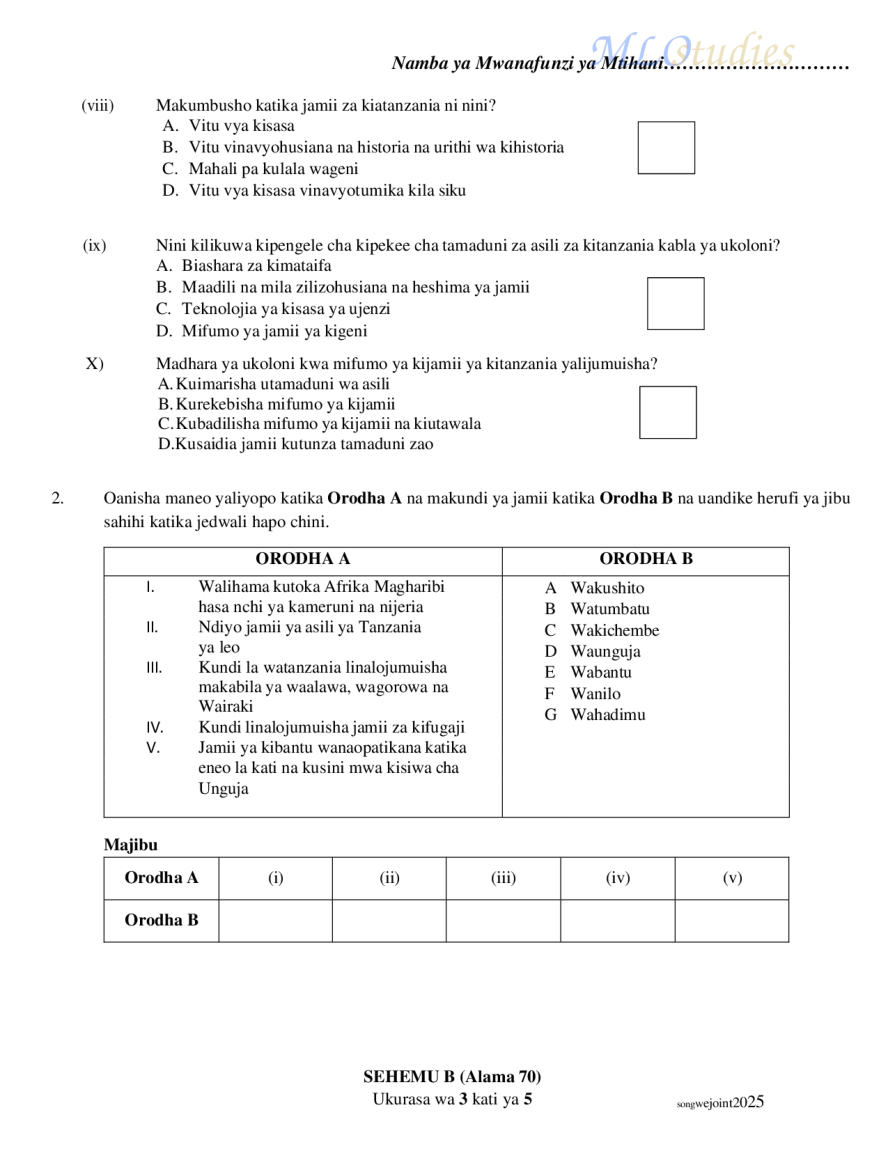 ML Studies
Namba ya Mwanafunzi ya Mtihani..............................
(viii) Makumbusho katika jamii za kiatanzania ni nini?
A. Vitu vya kisasa
B. Vitu vinavyohusiana na historia na urithi wa kihistoria
C. Mahali pa kulala wageni
D. Vitu vya kisasa vinavyotumika kila siku
(ix) Nini kilikuwa kipengele cha kipekee cha tamaduni za asili za kitanzania kabla ya ukoloni?
A. Biashara za kimataifa
B. Maadili na mila zilizohusiana na heshima ya jamii
C. Teknolojia ya kisasa ya ujenzi
D. Mifumo ya jamii ya kigeni
X) Madhara ya ukoloni kwa mifumo ya kijamii ya kitanzania yalijumuisha?
A. Kuimarisha utamaduni wa asili
B. Kurekebisha mifumo ya kijamii
C. Kubadilisha mifumo ya kijamii na kiutawala
D.Kusaidia jamii kutunza tamaduni zao
2. Oanisha maneo yaliyopo katika Orodha A na makundi ya jamii katika Orodha B na uandike herufi ya jibu
sahihi katika jedwali hapo chini.
ORODHA A ORODHA B
I. Walihama kutoka Afrika Magharibi
hasa nchi ya kameruni na nijeria
II. Ndiyo jamii ya asili ya Tanzania
ya leo
III. Kundi la watanzania linalojumuisha
makabila ya waalawa, wagorowa na
Wairaki
IV. Kundi linalojumuisha jamii za kifugaji
V. Jamii ya kibantu wanaopatikana katika
eneo la kati na kusini mwa kisiwa cha
Unguja
A Wakushito
B Watumbatu
C Wakichembe
D Waunguja
E Wabantu
F Wanilo
G Wahadimu
Majibu
Orodha A (i) (ii) (iii) (iv) (v)
Orodha B
SEHEMU B (Alama 70)
Ukurasa wa 3 kati ya 5
songwejoint2025